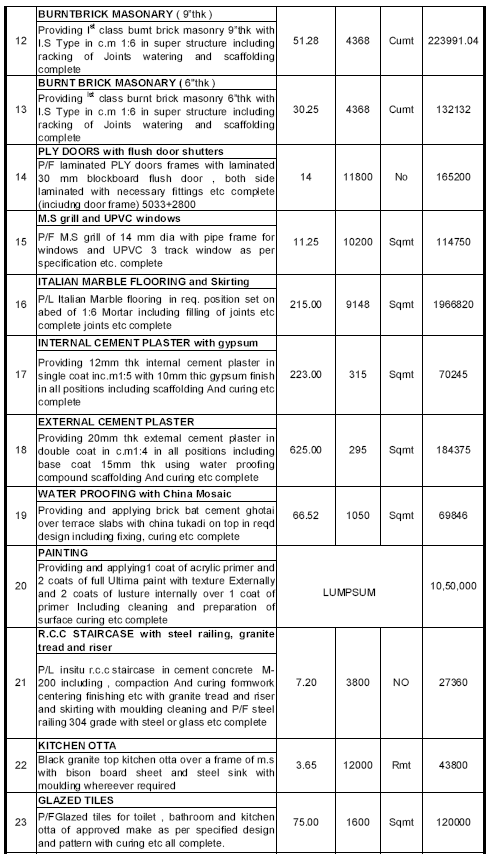 BURNTBRICK MASONARY ( 9"thk )
12 Providing Ist class burnt brick masonry 9"thk with 51.28 4368 Cumt 223991.04
I.S Type in c.m 1:6 in super structure including
racking of Joints watering and scaffolding
complete
BURNT BRICK MASONARY ( 6"thk )
13 Providing Ist class burnt brick masonry 6"thk with 30.25 4368 Cumt 132132
I.S Type in c.m 1:6 in super structure including
racking of Joints watering and scaffolding
complete
PLY DOORS with flush door shutters
14 P/F laminated PLY doors frames with laminated 14 11800 No 165200
30 mm blockboard flush door , both side
laminated with necessary fittings etc complete
(inciudng door frame) 5033+2800
M.S grill and UPVC windows
15 P/F M.S grill of 14 mm dia with pipe frame for 11.25 10200 Sqmt 114750
windows and UPVC 3 track window as per
specification etc. complete
ITALIAN MARBLE FLOORING and Skirting
16 P/L Italian Marble flooring in req. position set on 215.00 9148 Sqmt 1966820
abed of 1:6 Mortar including filling of joints etc
complete joints etc complete
INTERNAL CEMENT PLASTER with gypsum
17 Providing 12mm thk internal cement plaster in 223.00 315 Sqmt 70245
single coat inc.m1:5 with 10mm thic gypsum finish
in all positions including scaffolding And curing etc
complete
EXTERNAL CEMENT PLASTER
18 Providing 20mm thk external cement plaster in 625.00 295 Sqmt 184375
double coat in c.m1:4 in all positions including
base coat 15mm thk using water proofing
compound scaffolding And curing etc complete
WATER PROOFING with China Mosaic
19 Providing and applying brick bat cement ghotai 66.52 1050 Sqmt 69846
over terrace slabs with china tukadi on top in reqd
design including fixing, curing etc complete
PAINTING
20 Providing and applying1 coat of acrylic primer and LUMPSUM 10,50,000
2 coats of full Ultima paint with texture Externally
and 2 coats of lusture internally over 1 coat of
primer Including cleaning and preparation of
surface curing etc complete
R.C.C STAIRCASE with steel railing, granite
tread and riser
21 P/L insitu r.c.c staircase in cement concrete M- 7.20 3800 NO 27360
200 including , compaction And curing formwork
centering finishing etc with granite tread and riser
and skirting with moulding cleaning and P/F steel
railing 304 grade with steel or glass etc complete
KITCHEN OTTA
22 Black granite top kitchen otta over a frame of m.s 3.65 12000 Rmt 43800
with bison board sheet and steel sink with
moulding whereever required
GLAZED TILES
23 P/FGlazed tiles for toilet , bathroom and kitchen 75.00 1600 Sqmt 120000
otta of approved make as per specified design
and pattern with curing etc all complete.